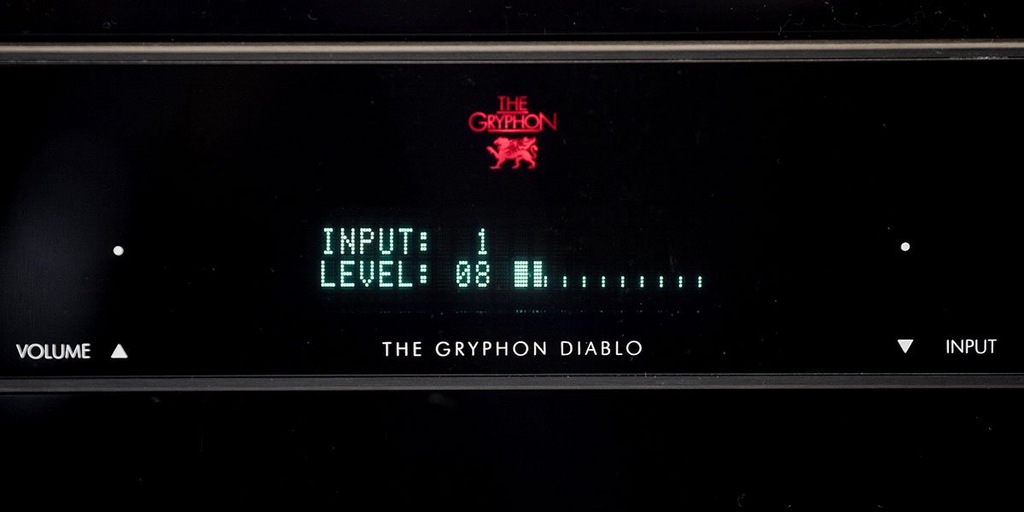 THE
GRYPHON
INPUT: 1
LEVEL: 08
VOLUME ▲
THE GRYPHON DIABLO
▼ INPUT